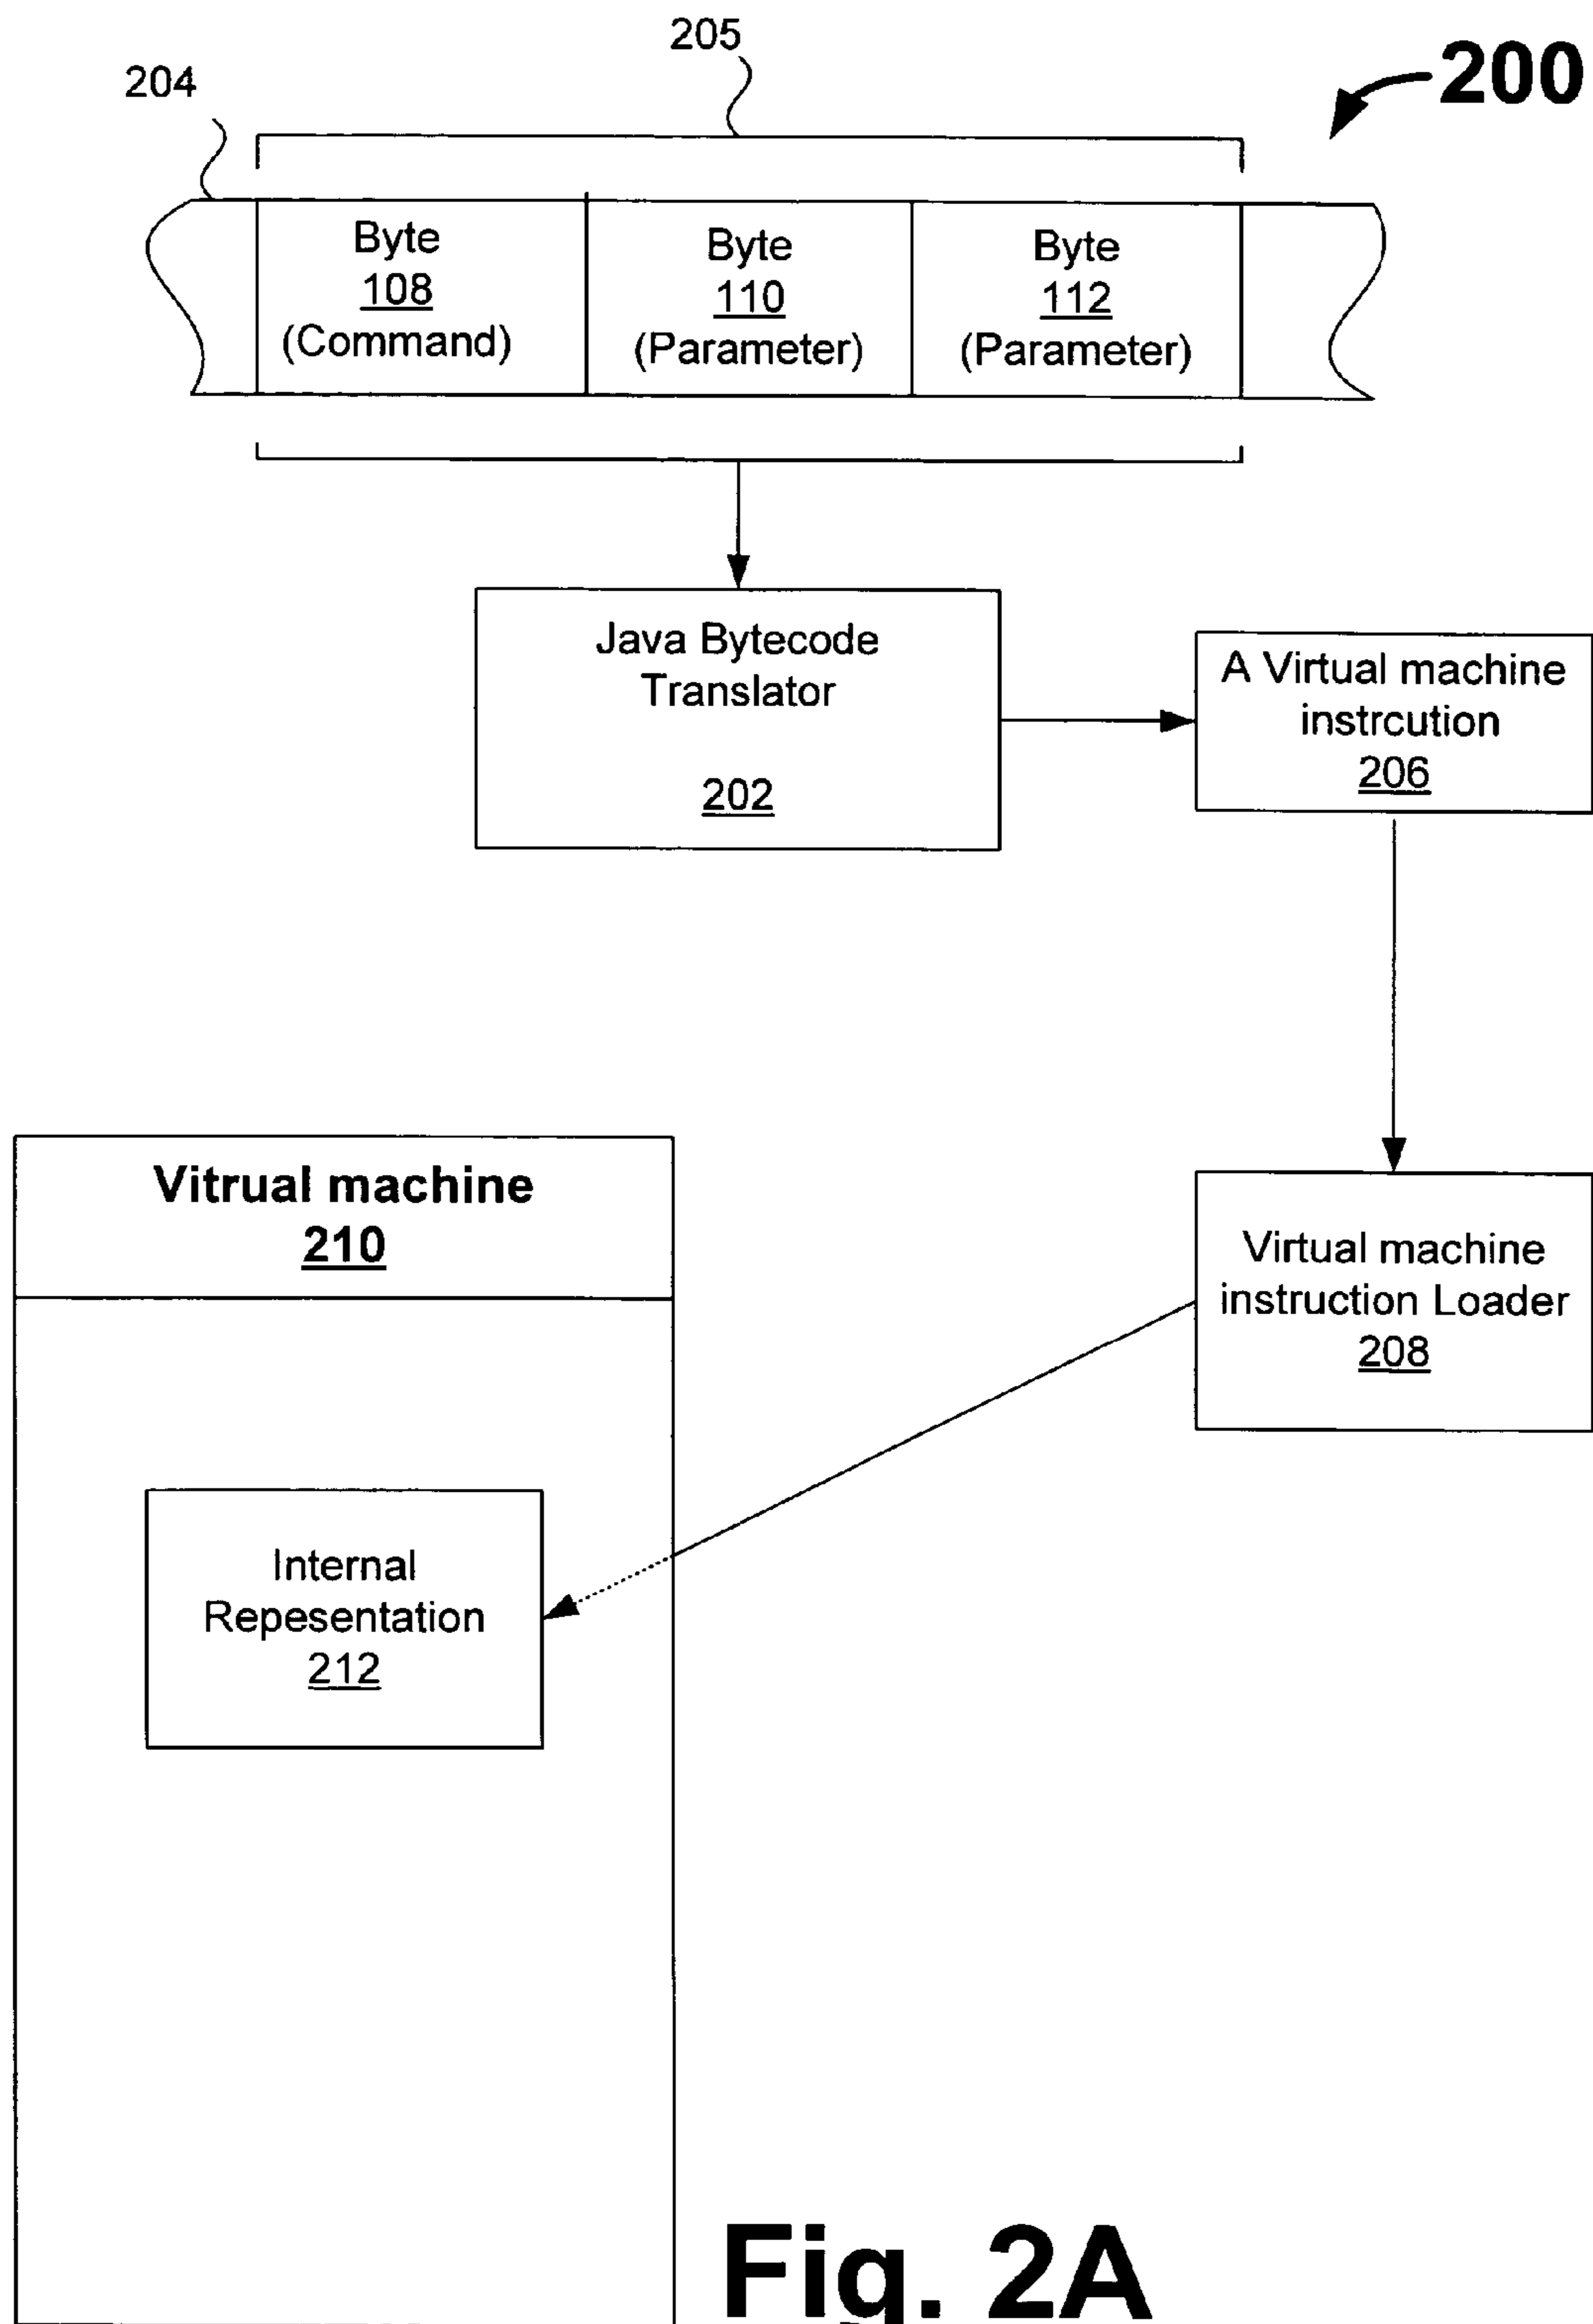 205
200
204
Byte
108
(Command)
Byte
110
(Parameter)
Byte
112
(Parameter)
Java Bytecode
Translator
202
A Virtual machine
instrcution
206
Vitrual machine
210
Virtual machine
instruction Loader
208
Internal
Repesentation
212
Fig. 2A